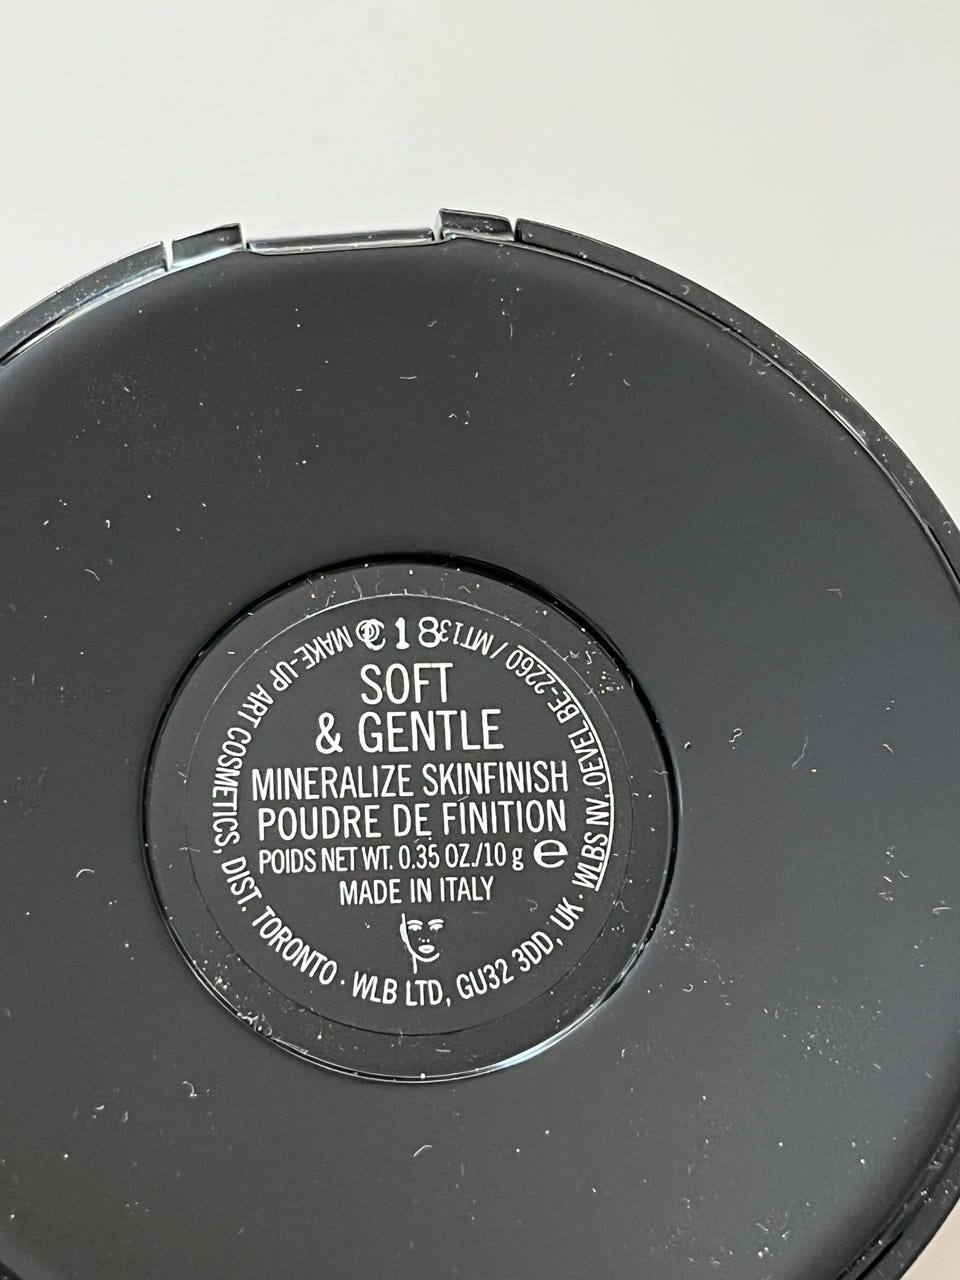 C18
SOFT
& GENTLE
MINERALIZE SKINFINISH
POUDRE DE FINITION
POIDS NET WT. 0.35 OZ./10 g e
MADE IN ITALY
MAKE-UP ART COSMETICS, DIST. TORONTO · WLB LTD, GU32 3DD, UK · WLBS NV, OEVEL BE-2260 / MT13